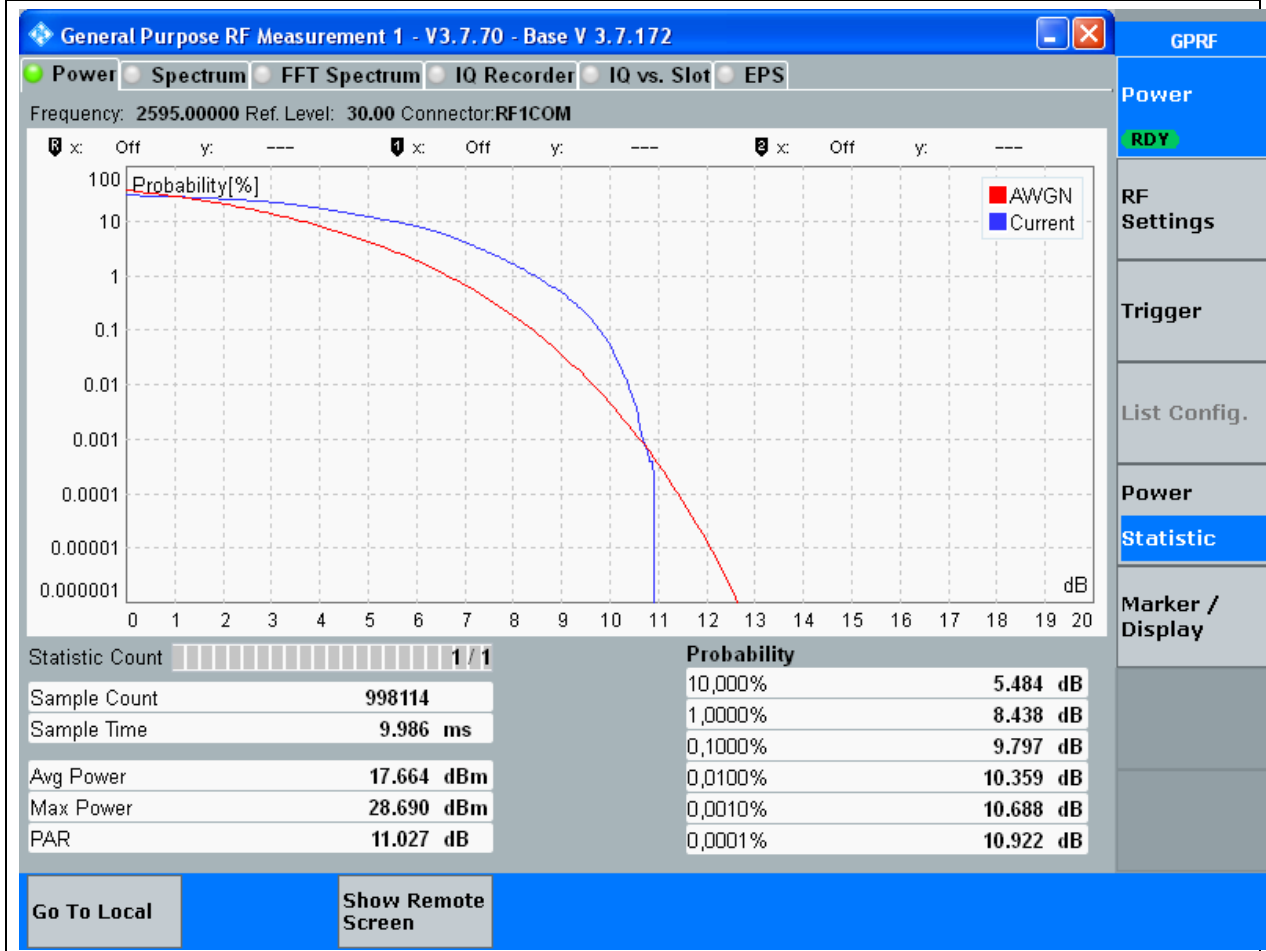 General Purpose RF Measurement 1 - V3.7.70 - Base V 3.7.172
GPRF
Power Spectrum FFT Spectrum IQ Recorder IQ vs. Slot EPS
Frequency: 2595.00000 Ref. Level: 30.00 Connector:RF1COM
R x: Off y: --- 1 x: Off y: --- 2 x: Off y: ---
Probability[%]
AWGN
Current
100
10
1
0.1
0.01
0.001
0.0001
0.00001
0.000001
dB
0 1 2 3 4 5 6 7 8 9 10 11 12 13 14 15 16 17 18 19 20
Statistic Count 1 / 1
Sample Count 998114
Sample Time 9.986 ms
Avg Power 17.664 dBm
Max Power 28.690 dBm
PAR 11.027 dB
Probability
10,000% 5.484 dB
1,0000% 8.438 dB
0,1000% 9.797 dB
0,0100% 10.359 dB
0,0010% 10.688 dB
0,0001% 10.922 dB
Power
RDY
RF
Settings
Trigger
List Config.
Power
Statistic
Marker /
Display
Go To Local
Show Remote
Screen